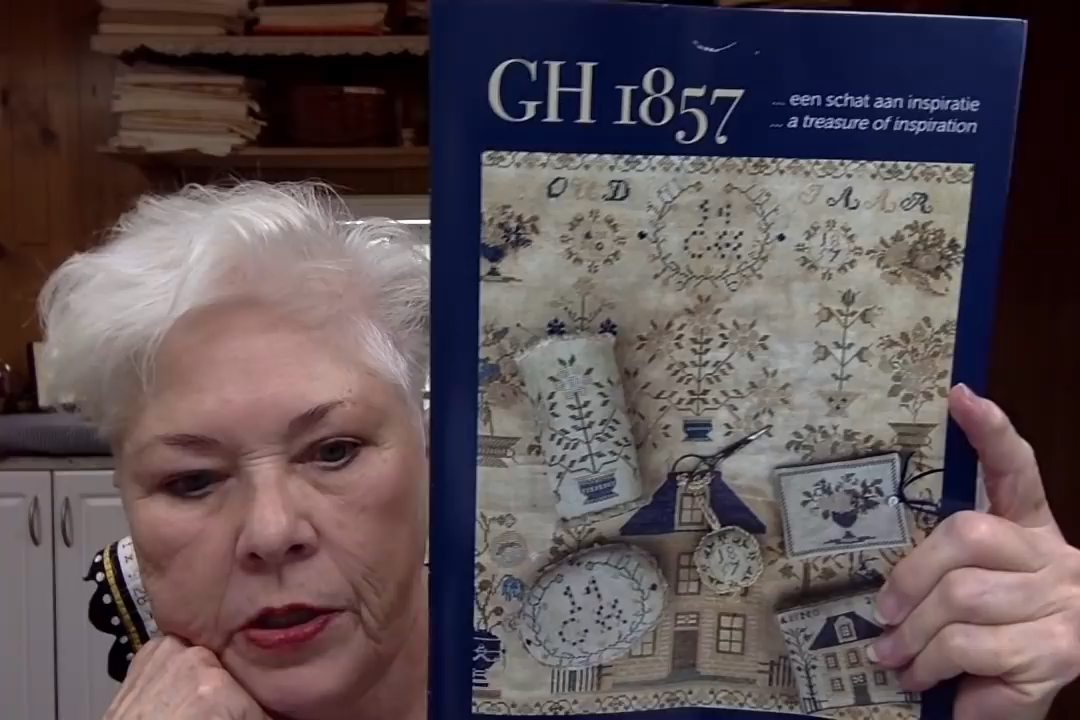 GH 1857
... een schat aan inspiratie
... a treasure of inspiration
OUD
JAAR